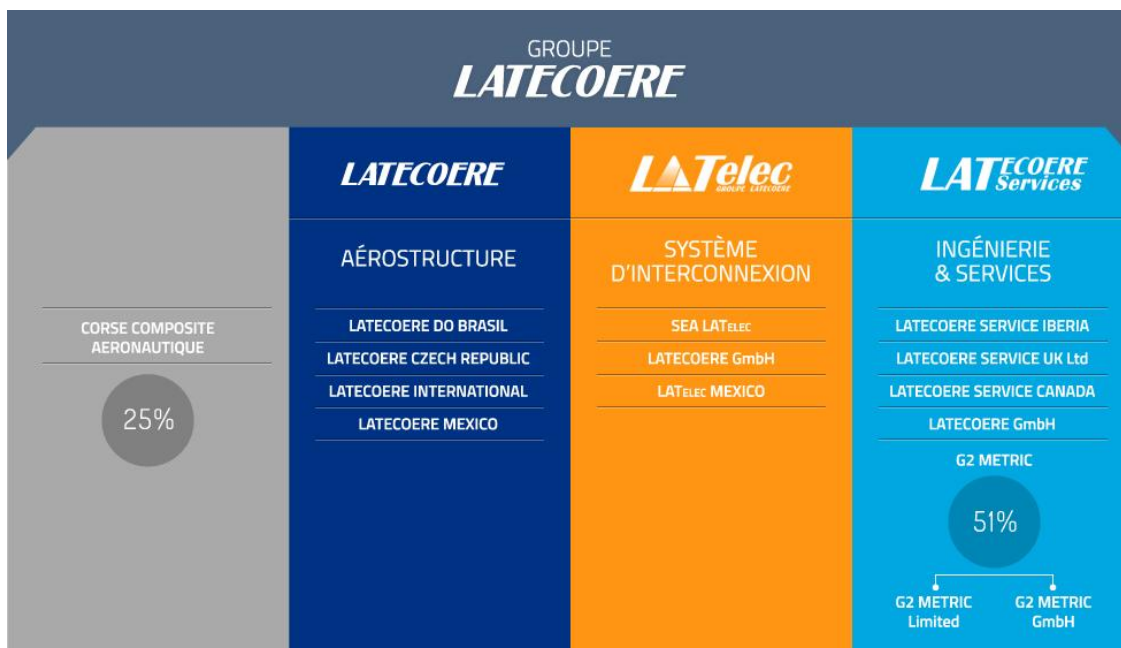 GROUPE
LATECOERE
CORSE COMPOSITE
AERONAUTIQUE
25%
LATECOERE
AÉROSTRUCTURE
LATECOERE DO BRASIL
LATECOERE CZECH REPUBLIC
LATECOERE INTERNATIONAL
LATECOERE MEXICO
LATelec
GROUPE LATECOERE
SYSTÈME
D'INTERCONNEXION
SEA LATELEC
LATECOERE GmbH
LATELEC MEXICO
LATECOERE
Services
INGÉNIERIE
& SERVICES
LATECOERE SERVICE IBERIA
LATECOERE SERVICE UK Ltd
LATECOERE SERVICE CANADA
LATECOERE GmbH
G2 METRIC
51%
G2 METRIC
Limited
G2 METRIC
GmbH